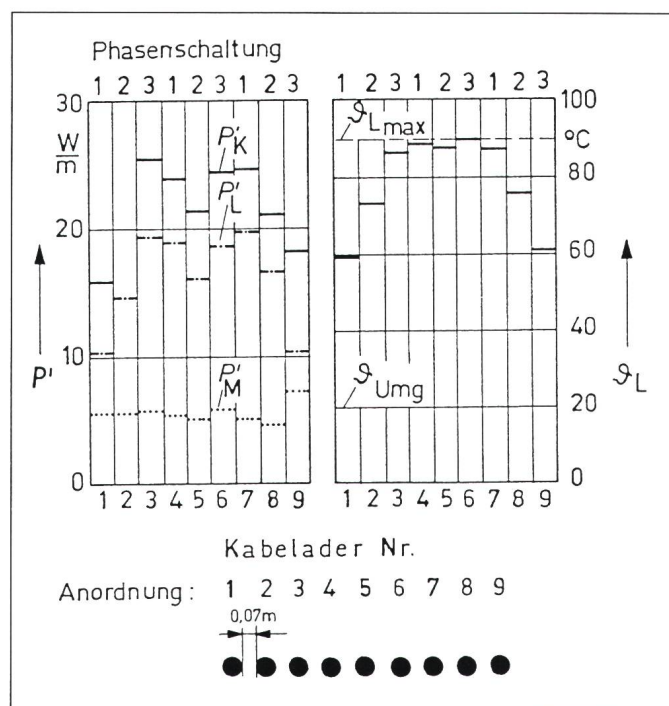 Phasenschaltung
1 2 3 1 2 3 1 2 3
1 2 3 1 2 3 1 2 3
30
W/m
20
10
0
P'
P'K
P'L
P'M
1 2 3 4 5 6 7 8 9
100
°C
80
60
40
20
0
ϑL
ϑLmax
ϑUmg
1 2 3 4 5 6 7 8 9
Kabelader Nr.
Anordnung: 1 2 3 4 5 6 7 8 9
0,07m